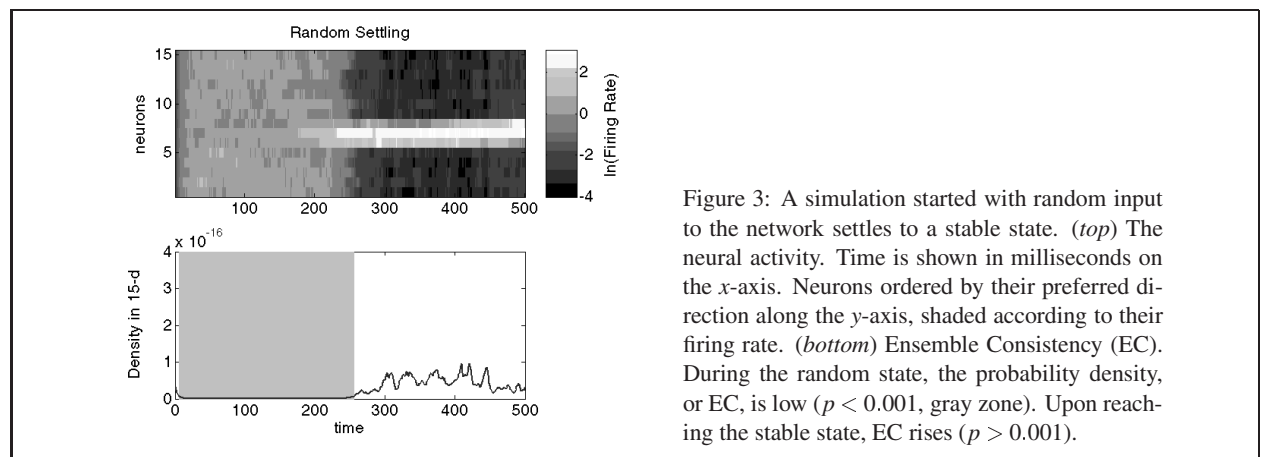 Random Settling
15
10
5
neurons
100 200 300 400 500
2
0
-2
-4
ln(Firing Rate)
4 x 10^-16
3
2
1
0
Density in 15-d
0 100 200 300 400 500
time
Figure 3: A simulation started with random input
to the network settles to a stable state. (top) The
neural activity. Time is shown in milliseconds on
the x-axis. Neurons ordered by their preferred di-
rection along the y-axis, shaded according to their
firing rate. (bottom) Ensemble Consistency (EC).
During the random state, the probability density,
or EC, is low (p < 0.001, gray zone). Upon reach-
ing the stable state, EC rises (p > 0.001).